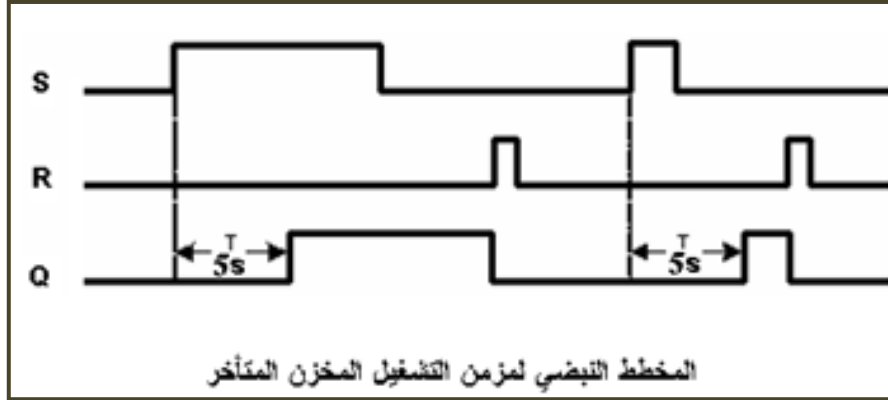 S
R
T T
5s 5s
Q
المخطط النبضي لمزمن التشغيل المخزن المتأخر